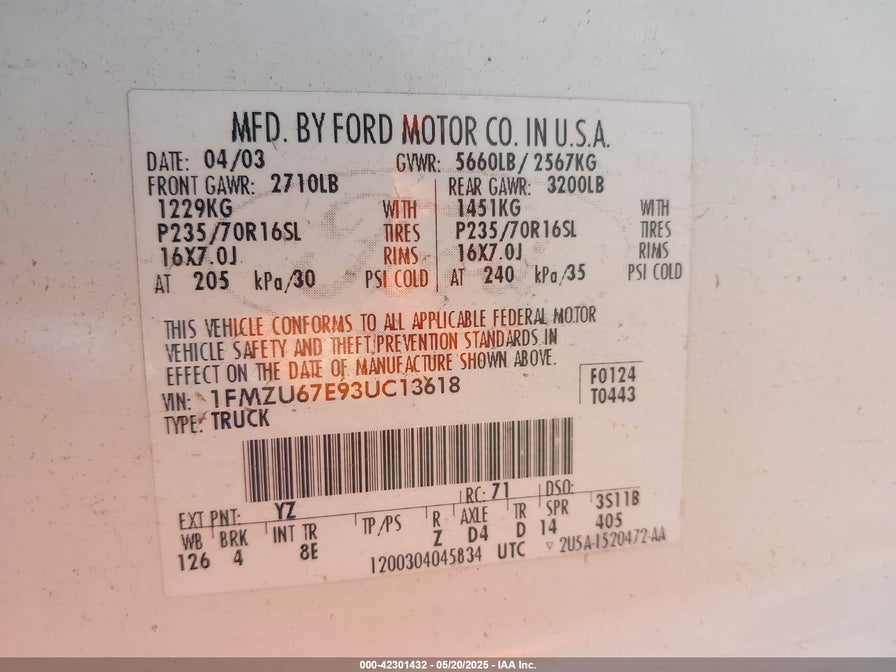 MFD. BY FORD MOTOR CO. IN U.S.A.
DATE: 04/03 GVWR: 5660LB/2567KG
FRONT GAWR: 2710LB REAR GAWR: 3200LB
1229KG WITH 1451KG WITH
P235/70R16SL TIRES P235/70R16SL TIRES
16X7.0J RIMS 16X7.0J RIMS
AT 205 kPa/30 PSI COLD AT 240 kPa/35 PSI COLD
THIS VEHICLE CONFORMS TO ALL APPLICABLE FEDERAL MOTOR
VEHICLE SAFETY AND THEFT PREVENTION STANDARDS IN
EFFECT ON THE DATE OF MANUFACTURE SHOWN ABOVE.
VIN: 1FMZU67E93UC13618 F0124
TYPE: TRUCK T0443
EXT PNT: YZ RC: 71 DSO:
WB BRK INT TR TP/PS R AXLE TR SPR 3S11B
126 4 8E Z D4 D 14 405
1200304045834 UTC ▽ 2U5A-1520472-AA
000-42301432 - 05/20/2025 - IAA Inc.